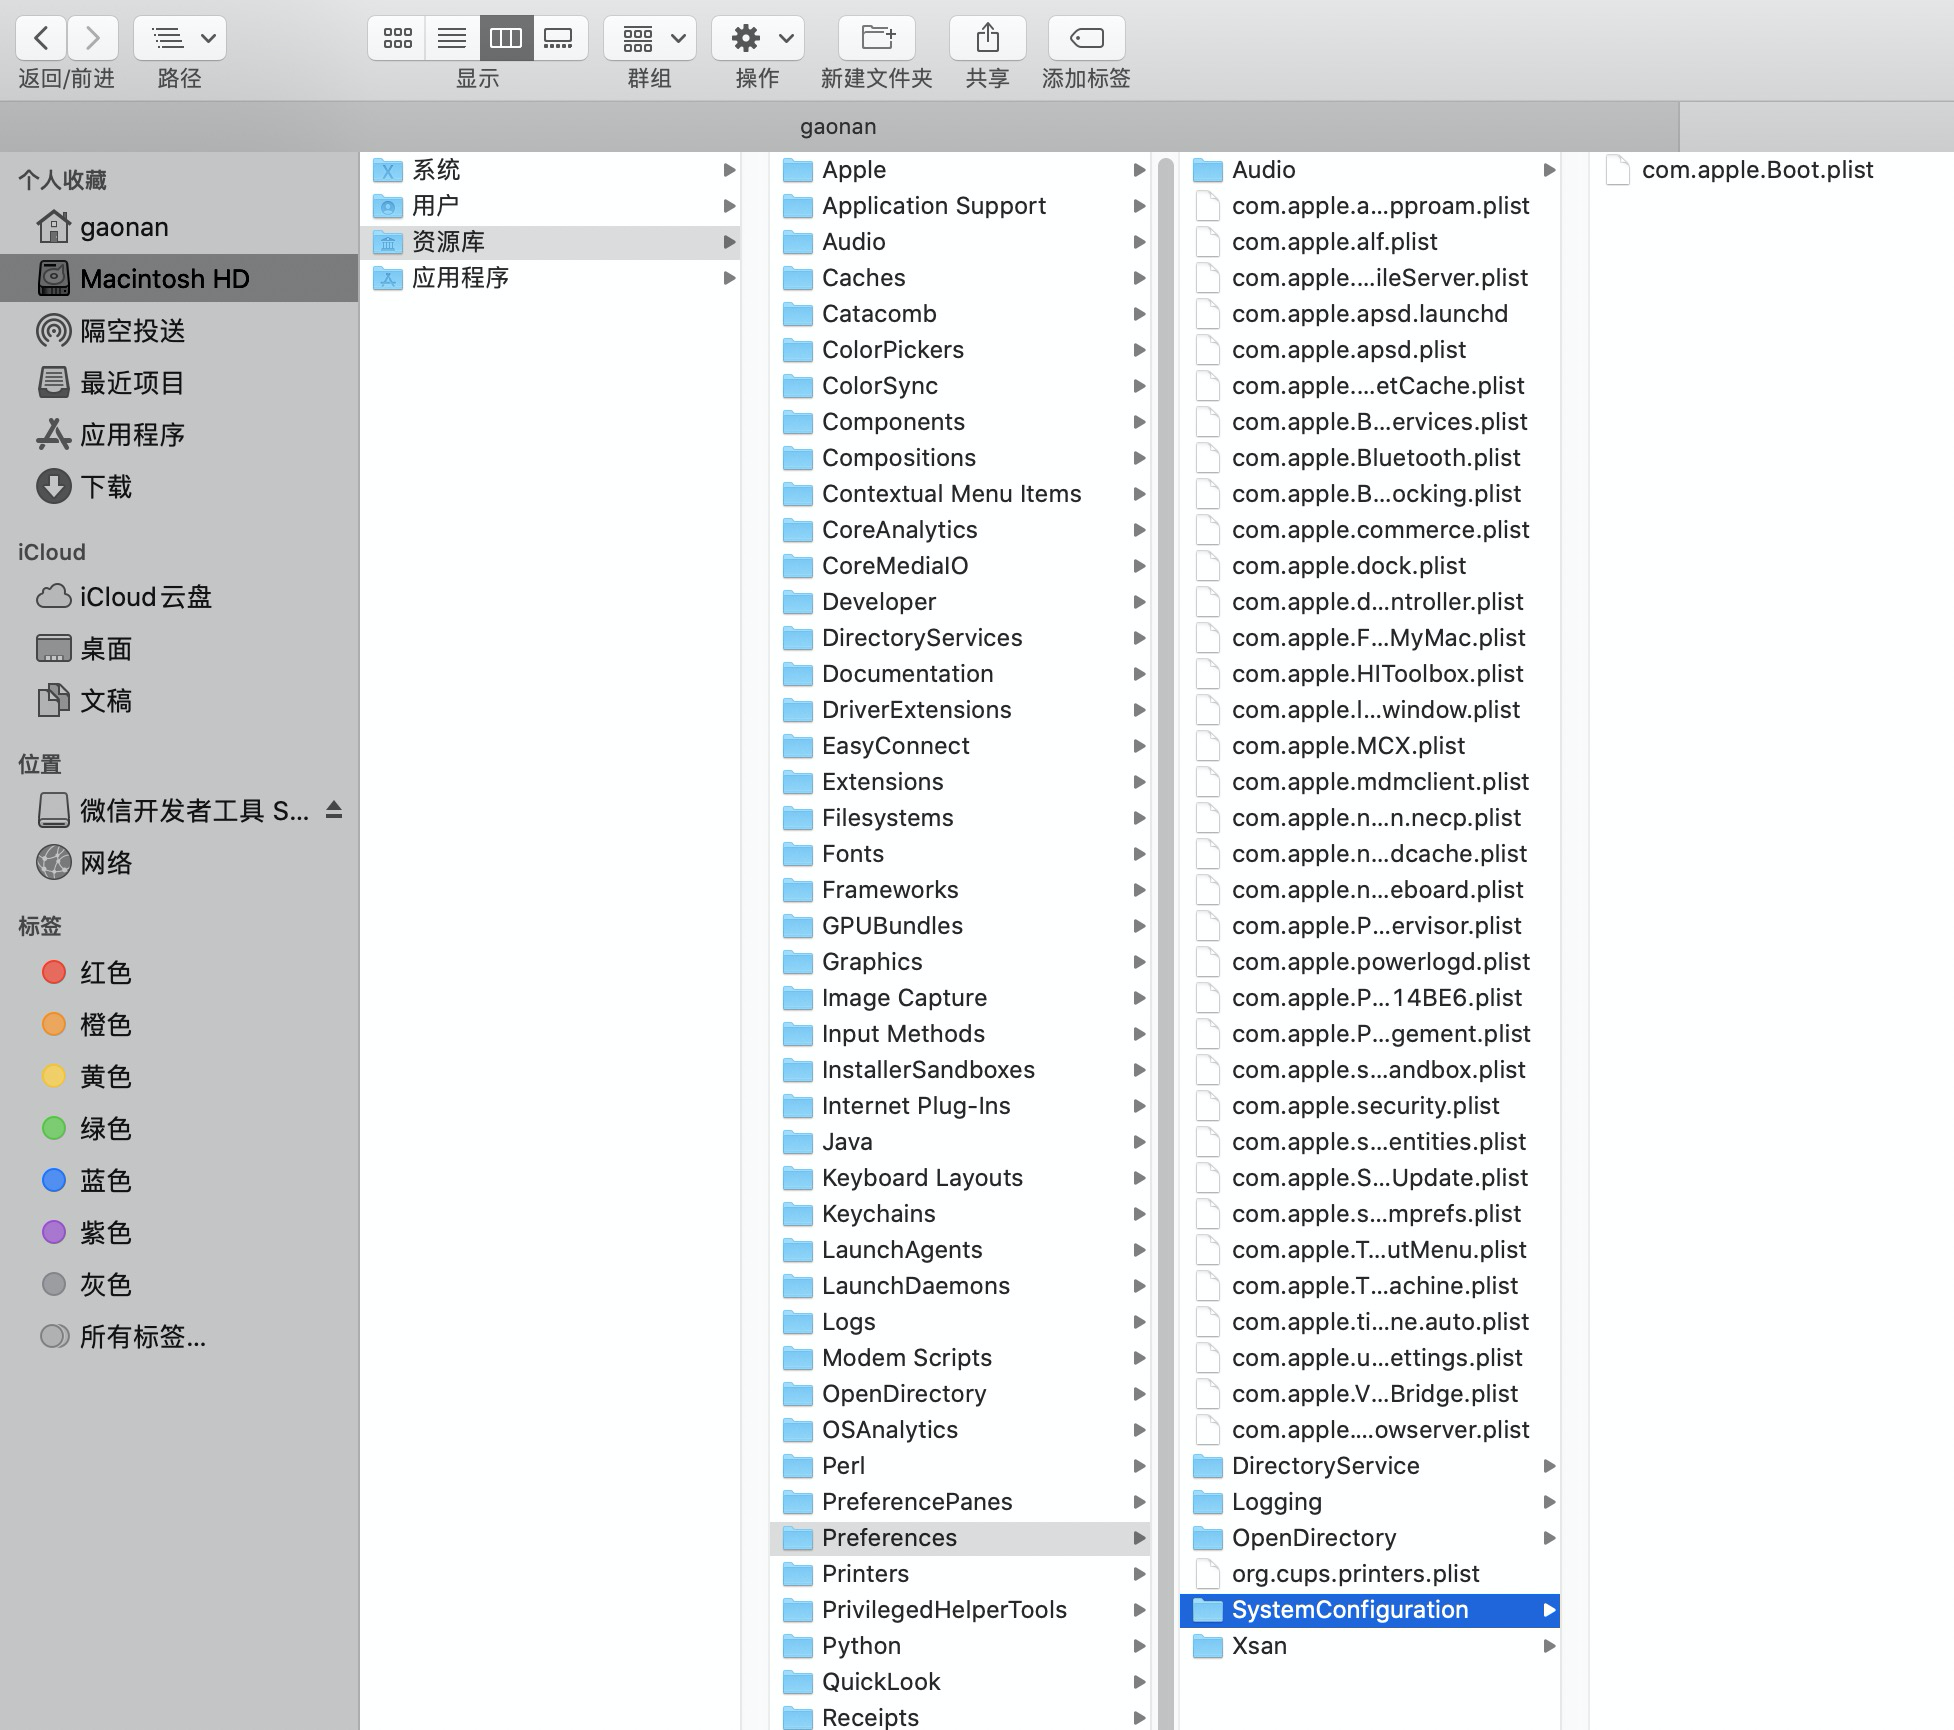 返回/前进
路径
显示
群组
操作
新建文件夹
共享
添加标签
gaonan
个人收藏
gaonan
Macintosh HD
隔空投送
最近项目
应用程序
下载
iCloud
iCloud云盘
桌面
文稿
位置
微信开发者工具 S...
网络
标签
红色
橙色
黄色
绿色
蓝色
紫色
灰色
所有标签...
系统
用户
资源库
应用程序
Apple
Application Support
Audio
Caches
Catacomb
ColorPickers
ColorSync
Components
Compositions
Contextual Menu Items
CoreAnalytics
CoreMediaIO
Developer
DirectoryServices
Documentation
DriverExtensions
EasyConnect
Extensions
Filesystems
Fonts
Frameworks
GPUBundles
Graphics
Image Capture
Input Methods
InstallerSandboxes
Internet Plug-Ins
Java
Keyboard Layouts
Keychains
LaunchAgents
LaunchDaemons
Logs
Modem Scripts
OpenDirectory
OSAnalytics
Perl
PreferencePanes
Preferences
Printers
PrivilegedHelperTools
Python
QuickLook
Receipts
Audio
com.apple.a...pproam.plist
com.apple.alf.plist
com.apple....ileServer.plist
com.apple.apsd.launchd
com.apple.apsd.plist
com.apple....etCache.plist
com.apple.B...ervices.plist
com.apple.Bluetooth.plist
com.apple.B...ocking.plist
com.apple.commerce.plist
com.apple.dock.plist
com.apple.d...ntroller.plist
com.apple.F...MyMac.plist
com.apple.HIToolbox.plist
com.apple.l...window.plist
com.apple.MCX.plist
com.apple.mdmclient.plist
com.apple.n...n.necp.plist
com.apple.n...dcache.plist
com.apple.n...eboard.plist
com.apple.P...ervisor.plist
com.apple.powerlogd.plist
com.apple.P...14BE6.plist
com.apple.P...gement.plist
com.apple.s...andbox.plist
com.apple.security.plist
com.apple.s...entities.plist
com.apple.S...Update.plist
com.apple.s...mprefs.plist
com.apple.T...utMenu.plist
com.apple.T...achine.plist
com.apple.ti...ne.auto.plist
com.apple.u...ettings.plist
com.apple.V...Bridge.plist
com.apple....owserver.plist
DirectoryService
Logging
OpenDirectory
org.cups.printers.plist
SystemConfiguration
Xsan
com.apple.Boot.plist